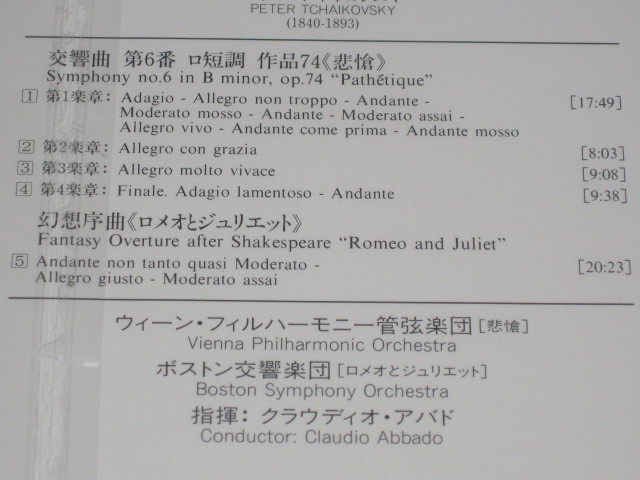 PETER TCHAIKOVSKY
(1840-1893)
交響曲 第6番 ロ短調 作品74《悲愴》
Symphony no.6 in B minor, op.74 “Pathétique”
1 第1楽章: Adagio - Allegro non troppo - Andante -
Moderato mosso - Andante - Moderato assai -
Allegro vivo - Andante come prima - Andante mosso [17:49]
2 第2楽章: Allegro con grazia [8:03]
3 第3楽章: Allegro molto vivace [9:08]
4 第4楽章: Finale. Adagio lamentoso - Andante [9:38]
幻想序曲《ロメオとジュリエット》
Fantasy Overture after Shakespeare “Romeo and Juliet”
5 Andante non tanto quasi Moderato -
Allegro giusto - Moderato assai [20:23]
ウィーン・フィルハーモニー管弦楽団[悲愴]
Vienna Philharmonic Orchestra
ボストン交響楽団[ロメオとジュリエット]
Boston Symphony Orchestra
指揮: クラウディオ・アバド
Conductor: Claudio Abbado